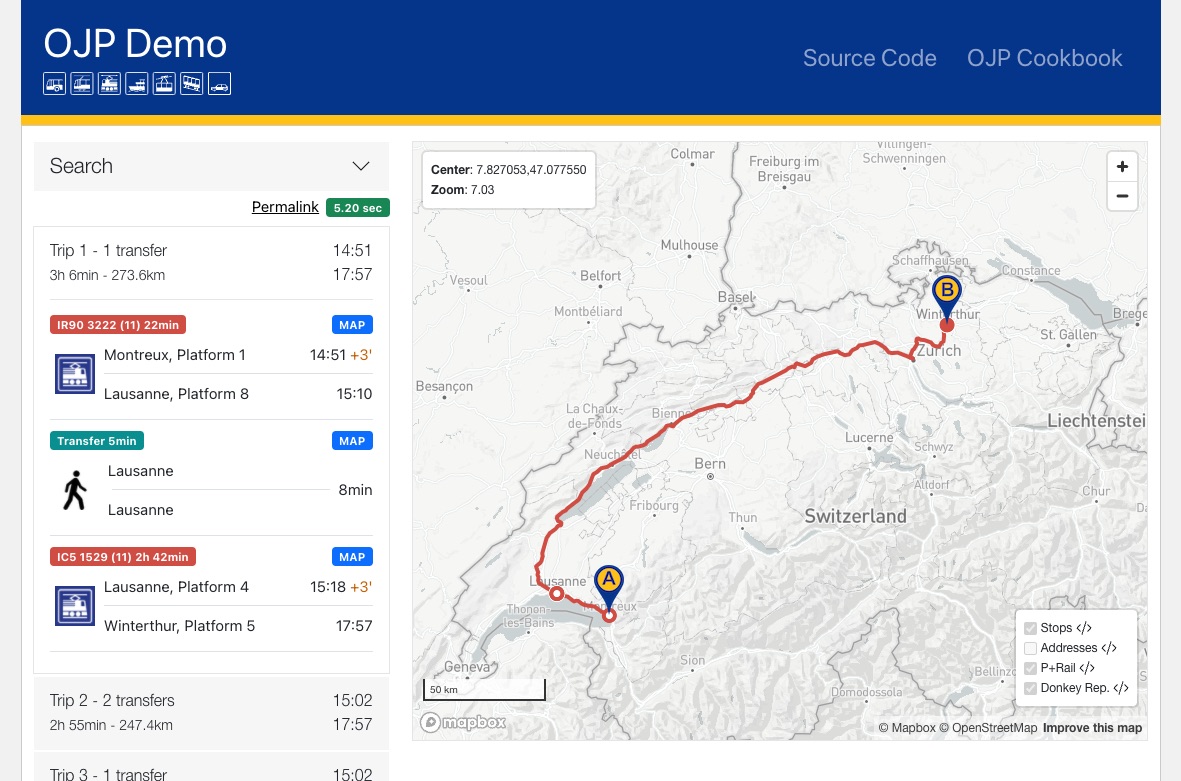 OJP Demo
Source Code OJP Cookbook
Search
Permalink 5.20 sec
Trip 1 - 1 transfer 14:51
3h 6min - 273.6km 17:57
IR90 3222 (11) 22min MAP
Montreux, Platform 1 14:51 +3'
Lausanne, Platform 8 15:10
Transfer 5min MAP
Lausanne
8min
Lausanne
IC5 1529 (11) 2h 42min MAP
Lausanne, Platform 4 15:18 +3'
Winterthur, Platform 5 17:57
Trip 2 - 2 transfers 15:02
2h 55min - 247.4km 17:57
Trip 3 - 1 transfer 15:02
Center: 7.827053,47.077550
Zoom: 7.03
+
−
Colmar
Freiburg im
Breisgau
Villingen-
Schwenningen
Mulhouse
Schaffhausen
Constance
Vesoul
Belfort
Basel
B
Montbéliard
Winterthur
Brege
St. Gallen
Zurich
Besançon
La Chaux-
de-Fonds
Bienne
Liechtenstei
Lucerne
Schwyz
Neuchâtel
Bern
Altdorf
Chur
Fribourg
Thun
Switzerland
Da
Lausanne
A
Montreux
Thonon-
les-Bains
Geneva
Sion
Bellinzo
Domodossola
Stops </>
Addresses </>
P+Rail </>
Donkey Rep. </>
50 km
mapbox
© Mapbox © OpenStreetMap Improve this map